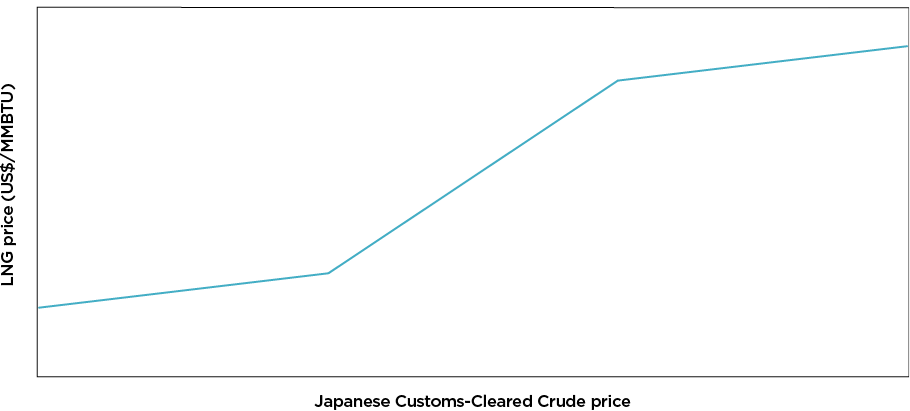 LNG price (US$/MMBTU)
Japanese Customs-Cleared Crude price